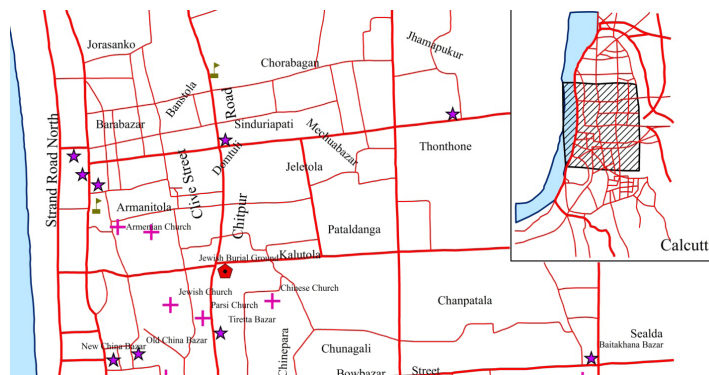 Jorasanko
Jhamapukur
Chorabagan
Banstola
Road
Barabazar
Sinduriapati
Mechuabazar
Thonthone
Domtuli
Jeletola
Strand Road North
Clive Street
Armanitola
Chitpur
Armenian Church
Pataldanga
Calcutt
Jewish Burial Ground
Kalutola
Jewish Church
Chinese Church
Chanpatala
Parsi Church
Tiretta Bazar
Old China Bazar
New China Bazar
Chinepara
Chunagali
Sealda
Baitakhana Bazar
Bowbazar
Street